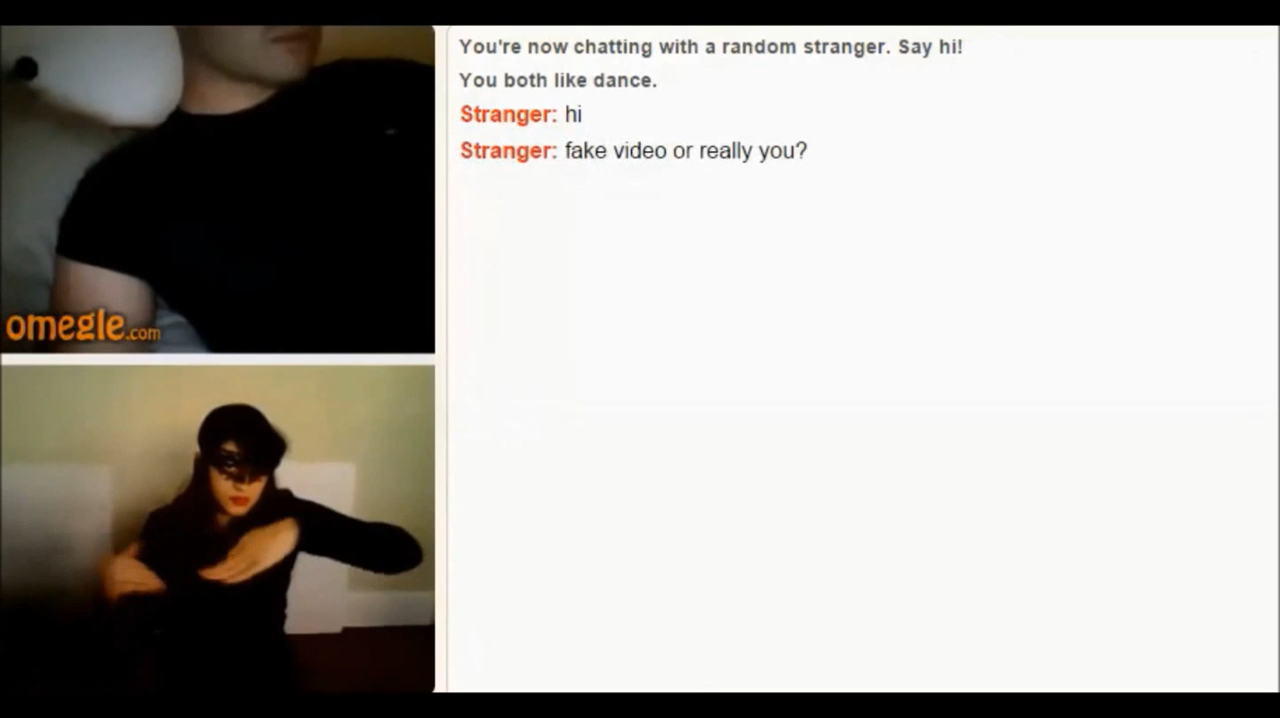 You're now chatting with a random stranger. Say hi!
You both like dance.
Stranger: hi
Stranger: fake video or really you?
omegle.com